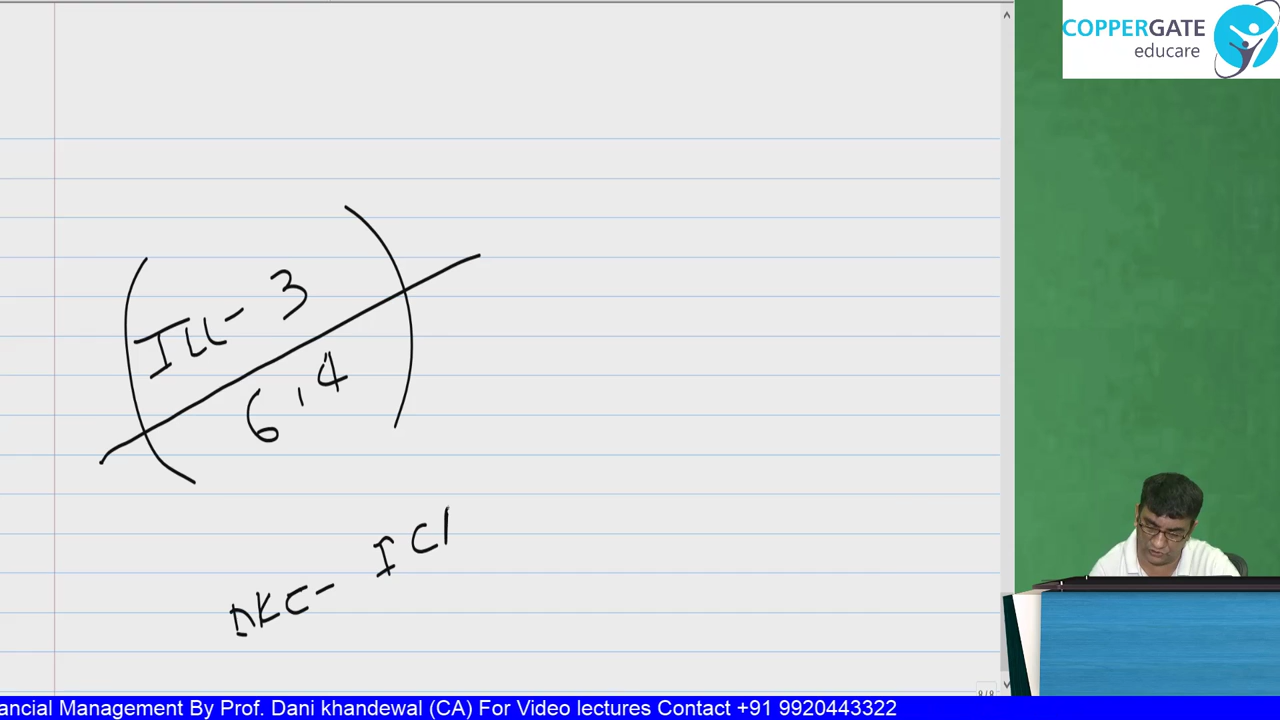 COPPERGATE
educare
Ill - 3
6.4
DKC - ICI
ancial Management By Prof. Dani khandewal (CA) For Video lectures Contact +91 9920443322